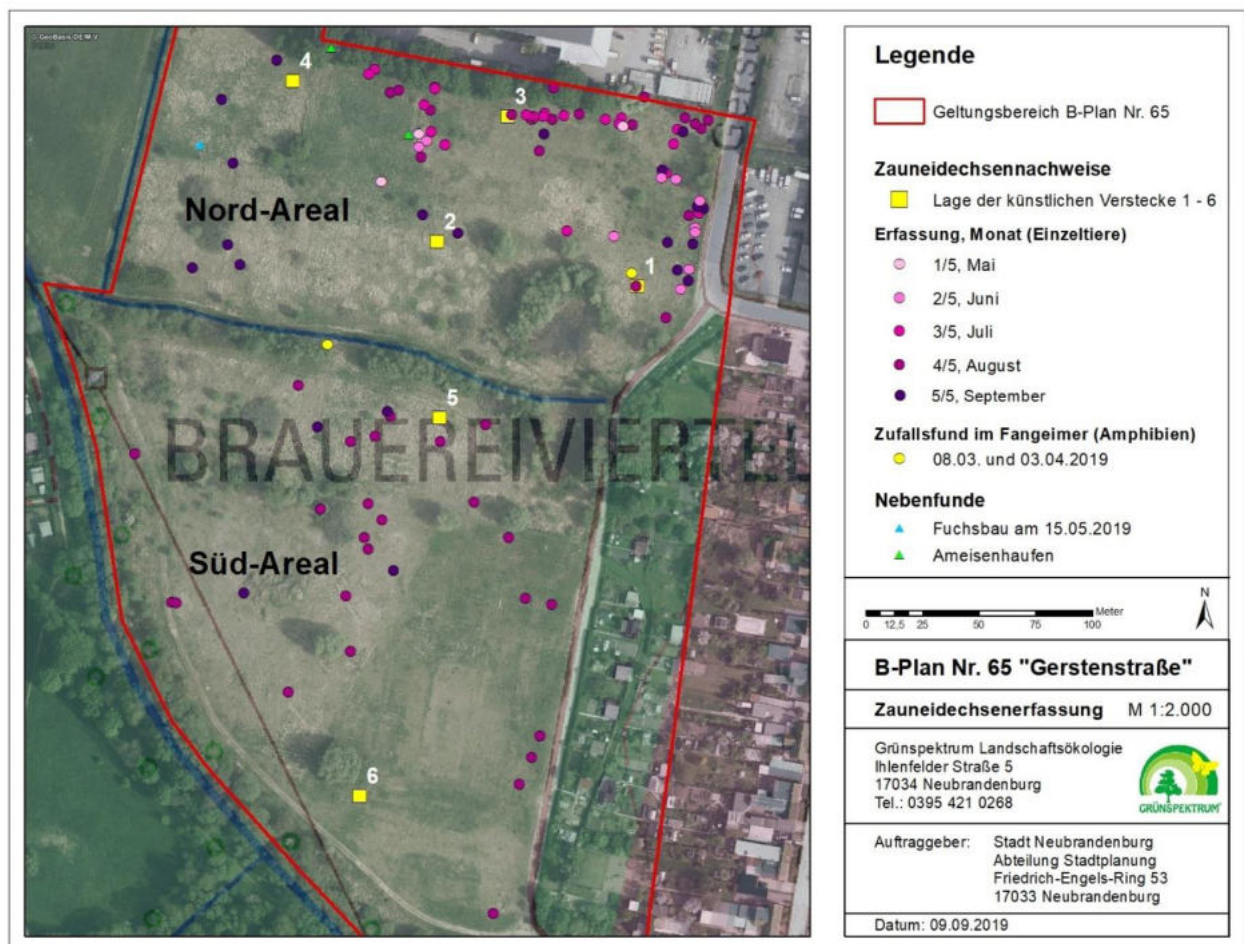 © GeoBasis-DE/M-V
4
3
Nord-Areal
2
1
5
BRAUEREIVIERTEL
Süd-Areal
6
Legende
Geltungsbereich B-Plan Nr. 65
Zauneidechsennachweise
Lage der künstlichen Verstecke 1 - 6
Erfassung, Monat (Einzeltiere)
1/5, Mai
2/5, Juni
3/5, Juli
4/5, August
5/5, September
Zufallsfund im Fangeimer (Amphibien)
08.03. und 03.04.2019
Nebenfunde
Fuchsbau am 15.05.2019
Ameisenhaufen
N
Meter
0 12,5 25 50 75 100
B-Plan Nr. 65 "Gerstenstraße"
Zauneidechsenerfassung M 1:2.000
Grünspektrum Landschaftsökologie
Ihlenfelder Straße 5
17034 Neubrandenburg
Tel.: 0395 421 0268
GRÜNSPEKTRUM
Auftraggeber: Stadt Neubrandenburg
Abteilung Stadtplanung
Friedrich-Engels-Ring 53
17033 Neubrandenburg
Datum: 09.09.2019